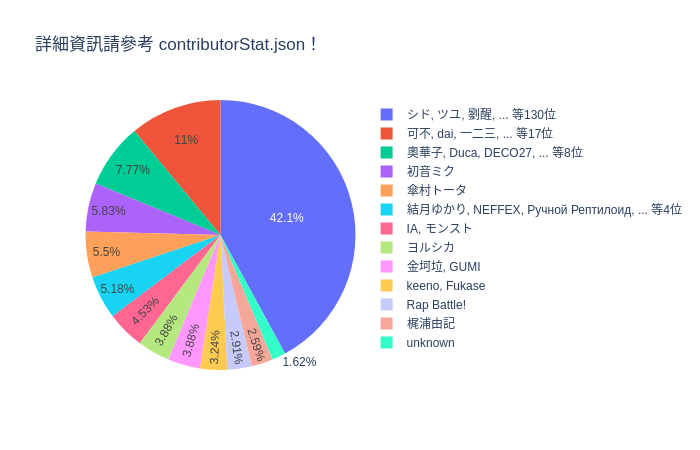 詳細資訊請參考 contributorStat.json！
42.1%
11%
7.77%
5.83%
5.5%
5.18%
4.53%
3.88%
3.88%
3.24%
2.91%
2.59%
1.62%
シド, ツユ, 劉醒, ... 等130位
可不, dai, 一二三, ... 等17位
奧華子, Duca, DECO27, ... 等8位
初音ミク
傘村トータ
結月ゆかり, NEFFEX, Ручной Рептилоид, ... 等4位
IA, モンスト
ヨルシカ
金坷垃, GUMI
keeno, Fukase
Rap Battle!
梶浦由記
unknown